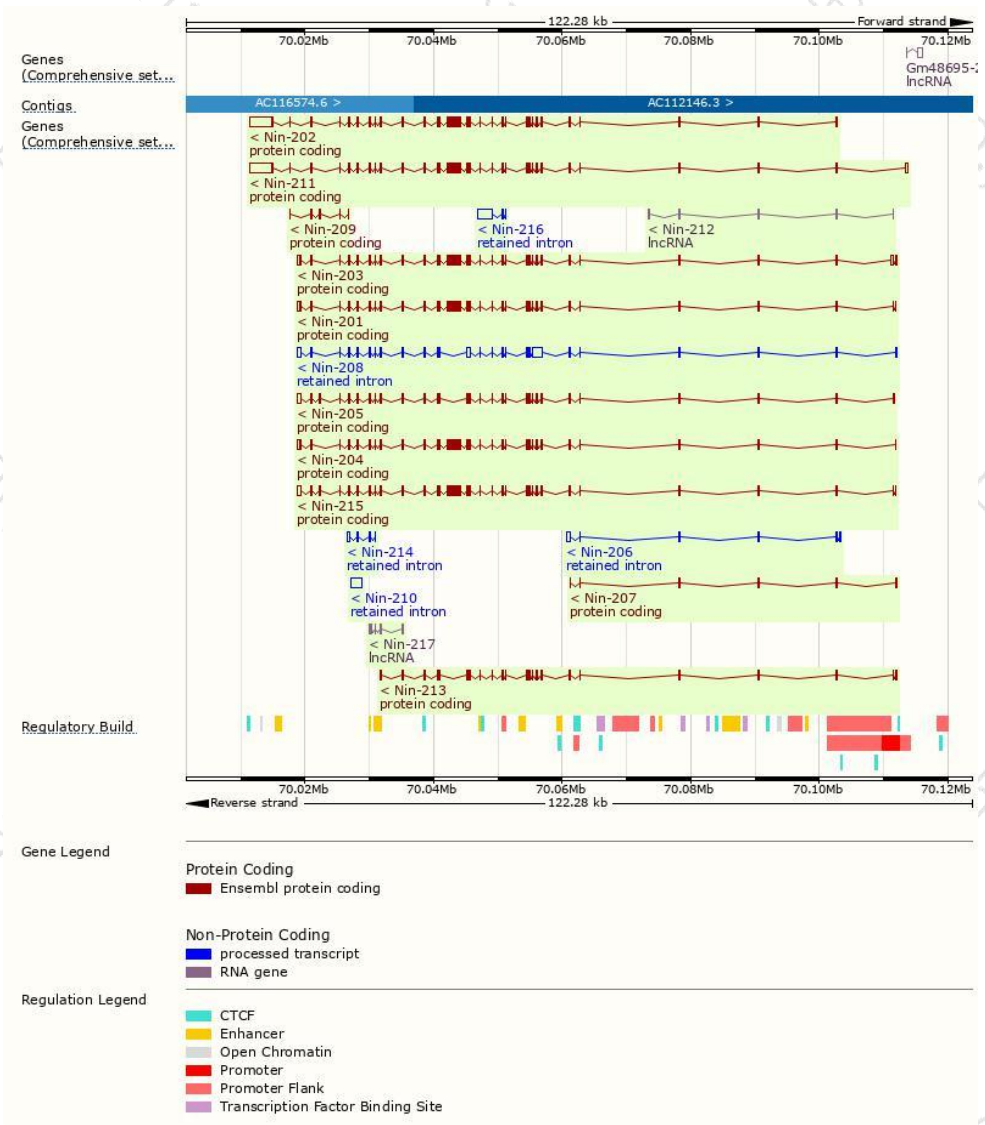 122.28 kb
Forward strand
70.02Mb 70.04Mb 70.06Mb 70.08Mb 70.10Mb 70.12Mb
Genes
(Comprehensive set...
Gm48695-2
lncRNA
Contigs
AC116574.6 >
AC112146.3 >
Genes
(Comprehensive set...
< Nin-202
protein coding
< Nin-211
protein coding
< Nin-209
protein coding
< Nin-216
retained intron
< Nin-212
lncRNA
< Nin-203
protein coding
< Nin-201
protein coding
< Nin-208
retained intron
< Nin-205
protein coding
< Nin-204
protein coding
< Nin-215
protein coding
< Nin-214
retained intron
< Nin-206
retained intron
< Nin-210
retained intron
< Nin-207
protein coding
< Nin-217
lncRNA
< Nin-213
protein coding
Regulatory Build
70.02Mb 70.04Mb 70.06Mb 70.08Mb 70.10Mb 70.12Mb
Reverse strand
122.28 kb
Gene Legend
Protein Coding
Ensembl protein coding
Non-Protein Coding
processed transcript
RNA gene
Regulation Legend
CTCF
Enhancer
Open Chromatin
Promoter
Promoter Flank
Transcription Factor Binding Site